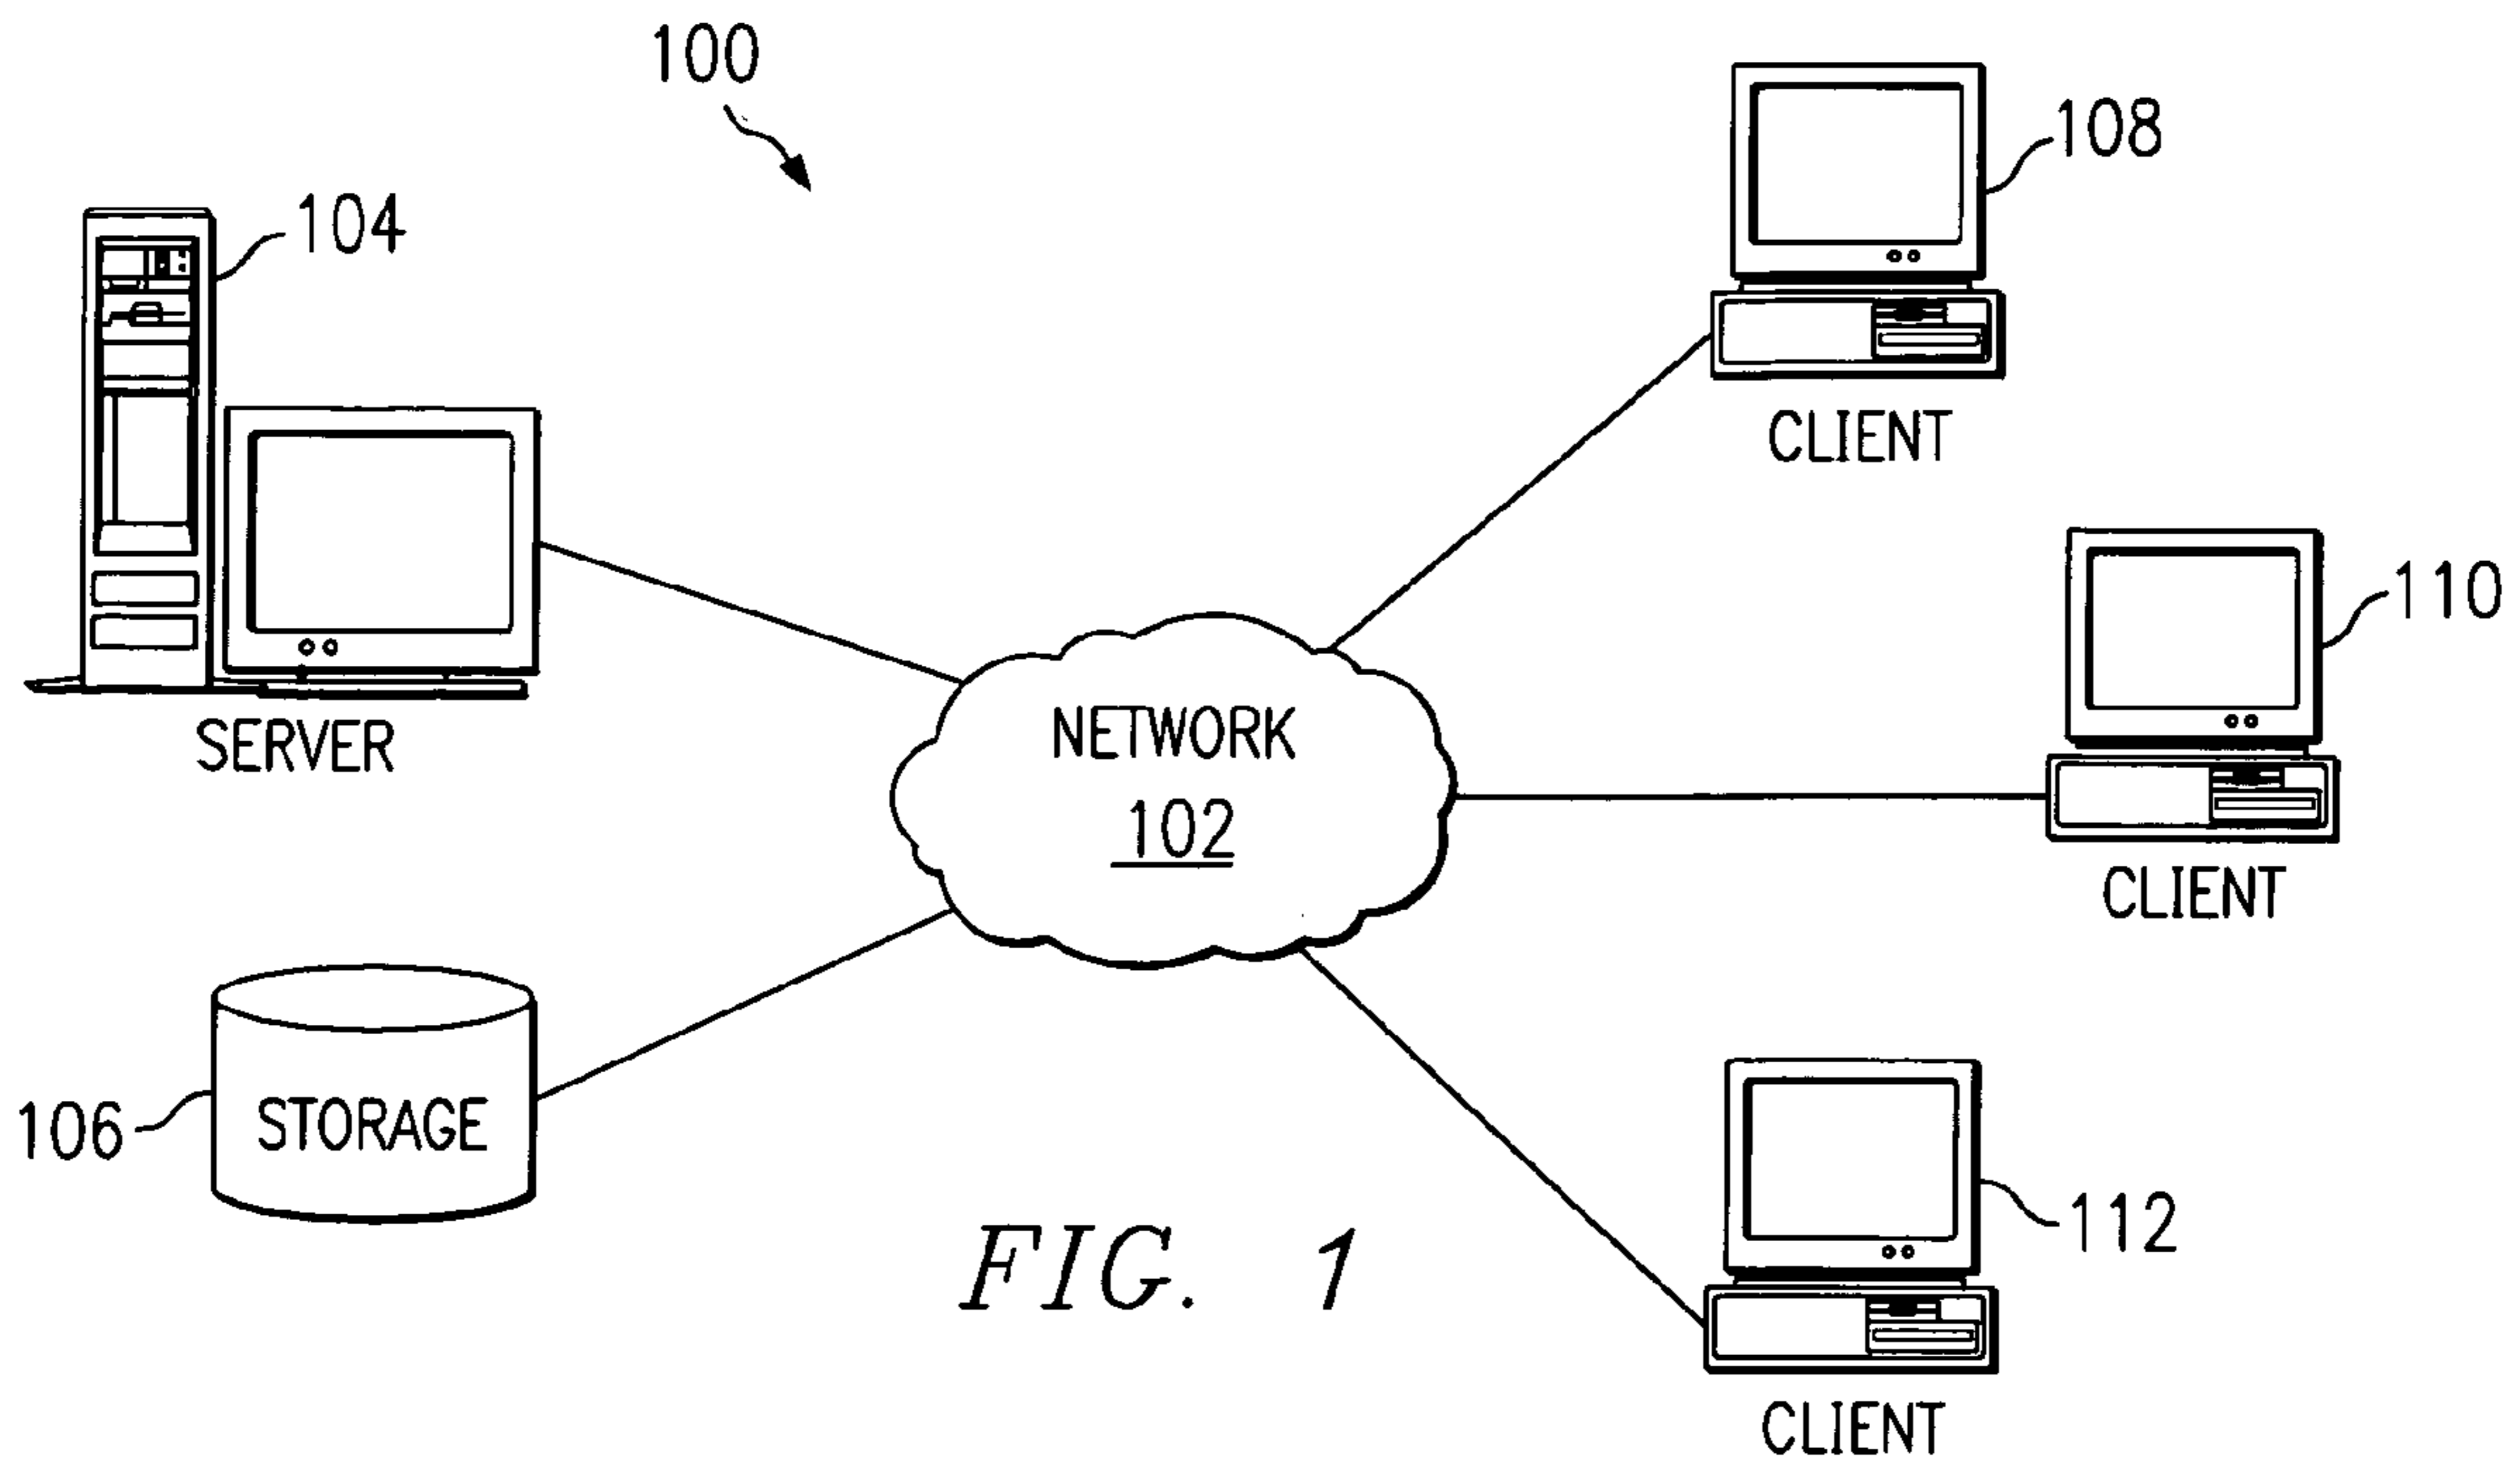 100
108
104
CLIENT
110
SERVER
NETWORK
102
CLIENT
106
STORAGE
112
FIG. 1
CLIENT